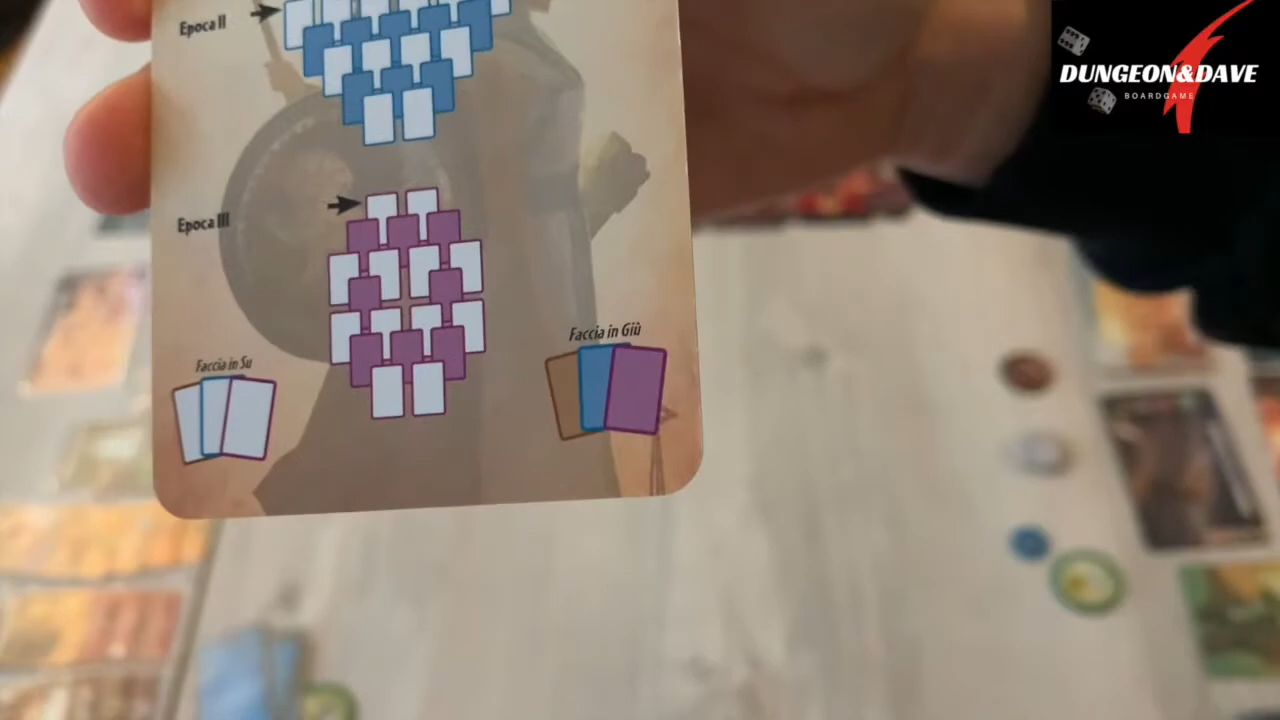 Epoca II
DUNGEON&DAVE
BOARDGAME
Epoca III
Faccia in Su
Faccia in Giù